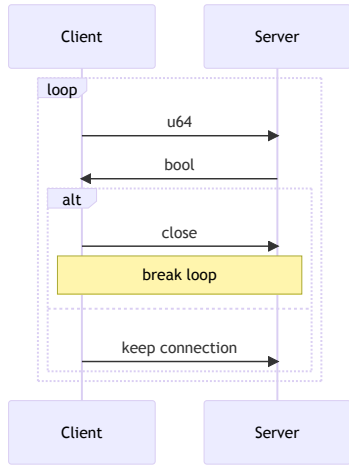 Client
Server
loop
u64
bool
alt
close
break loop
keep connection
Client
Server